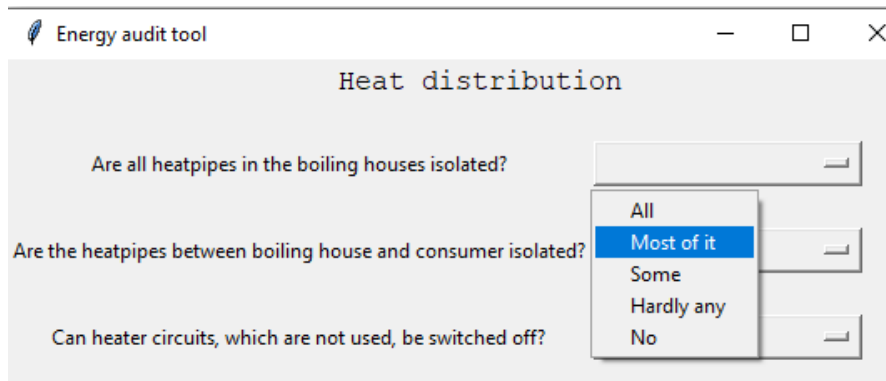 Energy audit tool
Heat distribution
Are all heatpipes in the boiling houses isolated?
All
Most of it
Are the heatpipes between boiling house and consumer isolated?
Some
Hardly any
Can heater circuits, which are not used, be switched off?
No